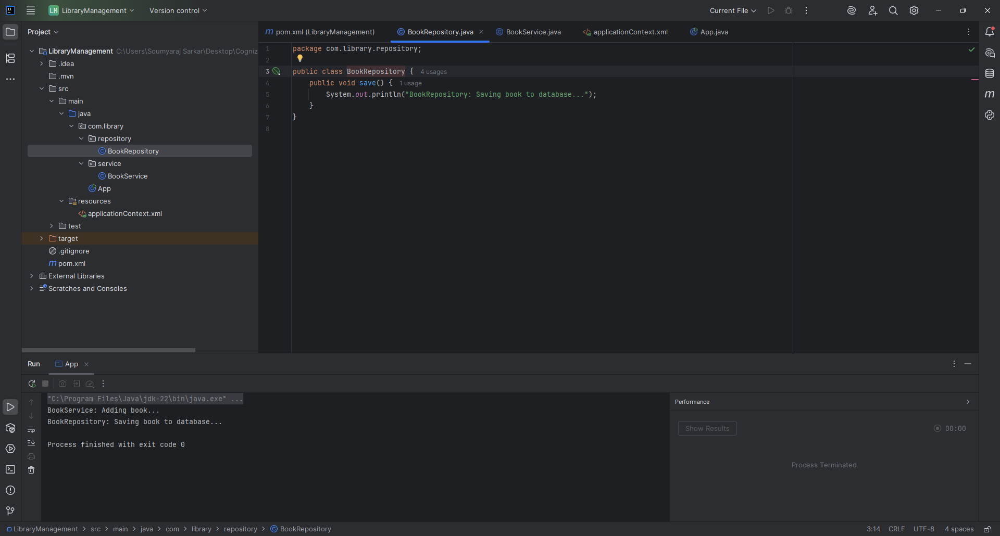 LM LibraryManagement Version control Current File
Project
pom.xml (LibraryManagement) BookRepository.java BookService.java applicationContext.xml App.java
LibraryManagement C:\Users\Soumyaraj Sarkar\Desktop\Cogniz
.idea
.mvn
src
main
java
com.library
repository
BookRepository
service
BookService
App
resources
applicationContext.xml
test
target
.gitignore
pom.xml
External Libraries
Scratches and Consoles
1 package com.library.repository;
2
3 public class BookRepository { 4 usages
4 public void save() { 1 usage
5 System.out.println("BookRepository: Saving book to database...");
6 }
7 }
8
Run App
"C:\Program Files\Java\jdk-22\bin\java.exe" ...
BookService: Adding book...
BookRepository: Saving book to database...
Process finished with exit code 0
Performance
Show Results 00:00
Process Terminated
LibraryManagement > src > main > java > com > library > repository > BookRepository 3:14 CRLF UTF-8 4 spaces